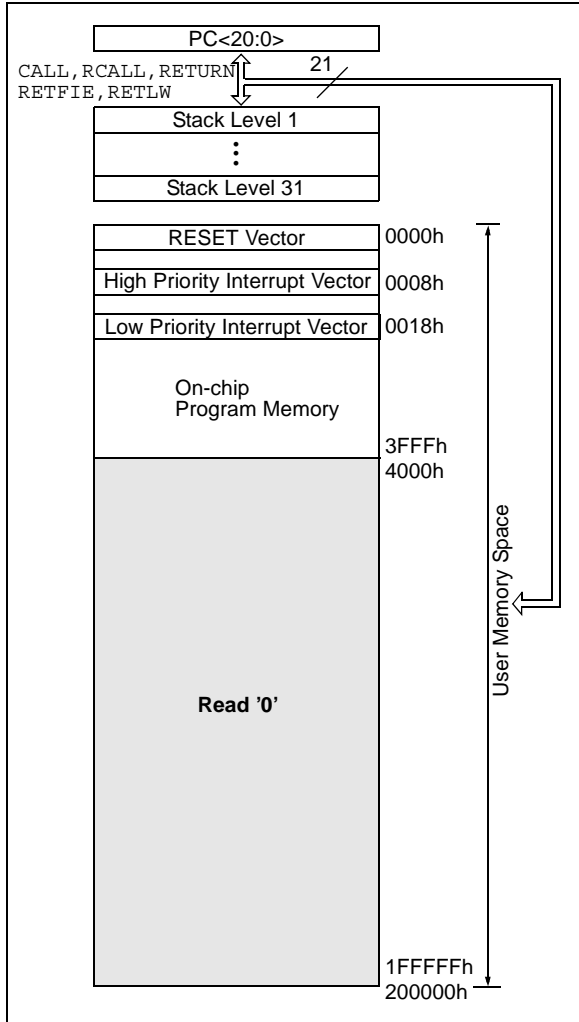 PC<20:0>
CALL,RCALL,RETURN
RETFIE,RETLW
21
Stack Level 1
Stack Level 31
RESET Vector
0000h
High Priority Interrupt Vector
0008h
Low Priority Interrupt Vector
0018h
On-chip
Program Memory
3FFFh
4000h
User Memory Space
Read '0'
1FFFFFh
200000h